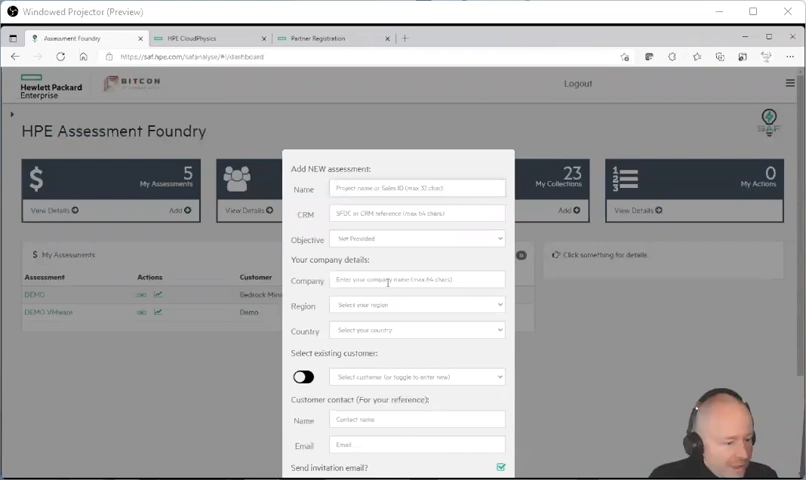 Windowed Projector (Preview)
Assessment Foundry
HPE CloudPhysics
Partner Registration
https://saf.hpe.com/safanalyse/#!/dashboard
Hewlett Packard
Enterprise
BITCON
Logout
HPE Assessment Foundry
SAF
5
My Assessments
View Details
Add
View Details
23
My Collections
Add
0
My Actions
View Details
My Assessments
Assessment
Actions
Customer
DEMO
Bedrock Mini
DEMO VMware
Demo
0
Click something for details
Add NEW assessment:
Name
Project name or Sales ID (max 32 char)
CRM
SFDC or CRM reference (max 64 chars)
Objective
Not Provided
Your company details:
Company
Enter your company name (max 64 chars)
Region
Select your region
Country
Select your country
Select existing customer:
Select customer (or toggle to enter new)
Customer contact (For your reference):
Name
Contact name
Email
Email...
Send invitation email?